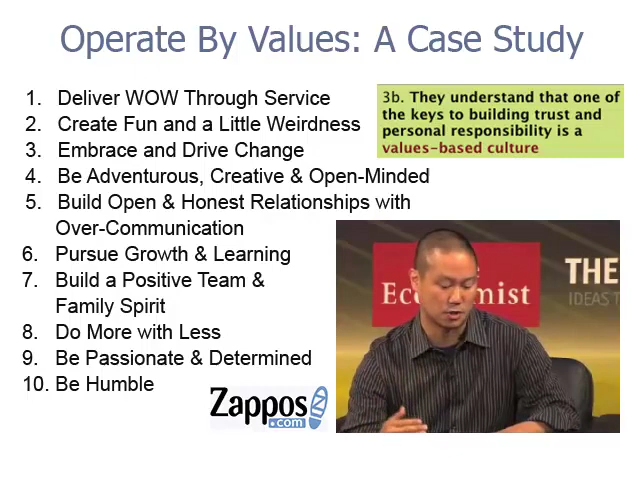 Operate By Values: A Case Study
1. Deliver WOW Through Service
2. Create Fun and a Little Weirdness
3. Embrace and Drive Change
4. Be Adventurous, Creative & Open-Minded
5. Build Open & Honest Relationships with
Over-Communication
6. Pursue Growth & Learning
7. Build a Positive Team &
Family Spirit
8. Do More with Less
9. Be Passionate & Determined
10. Be Humble
3b. They understand that one of
the keys to building trust and
personal responsibility is a
values-based culture
Ec   omist
THE
IDEAS T
Zappos
.com